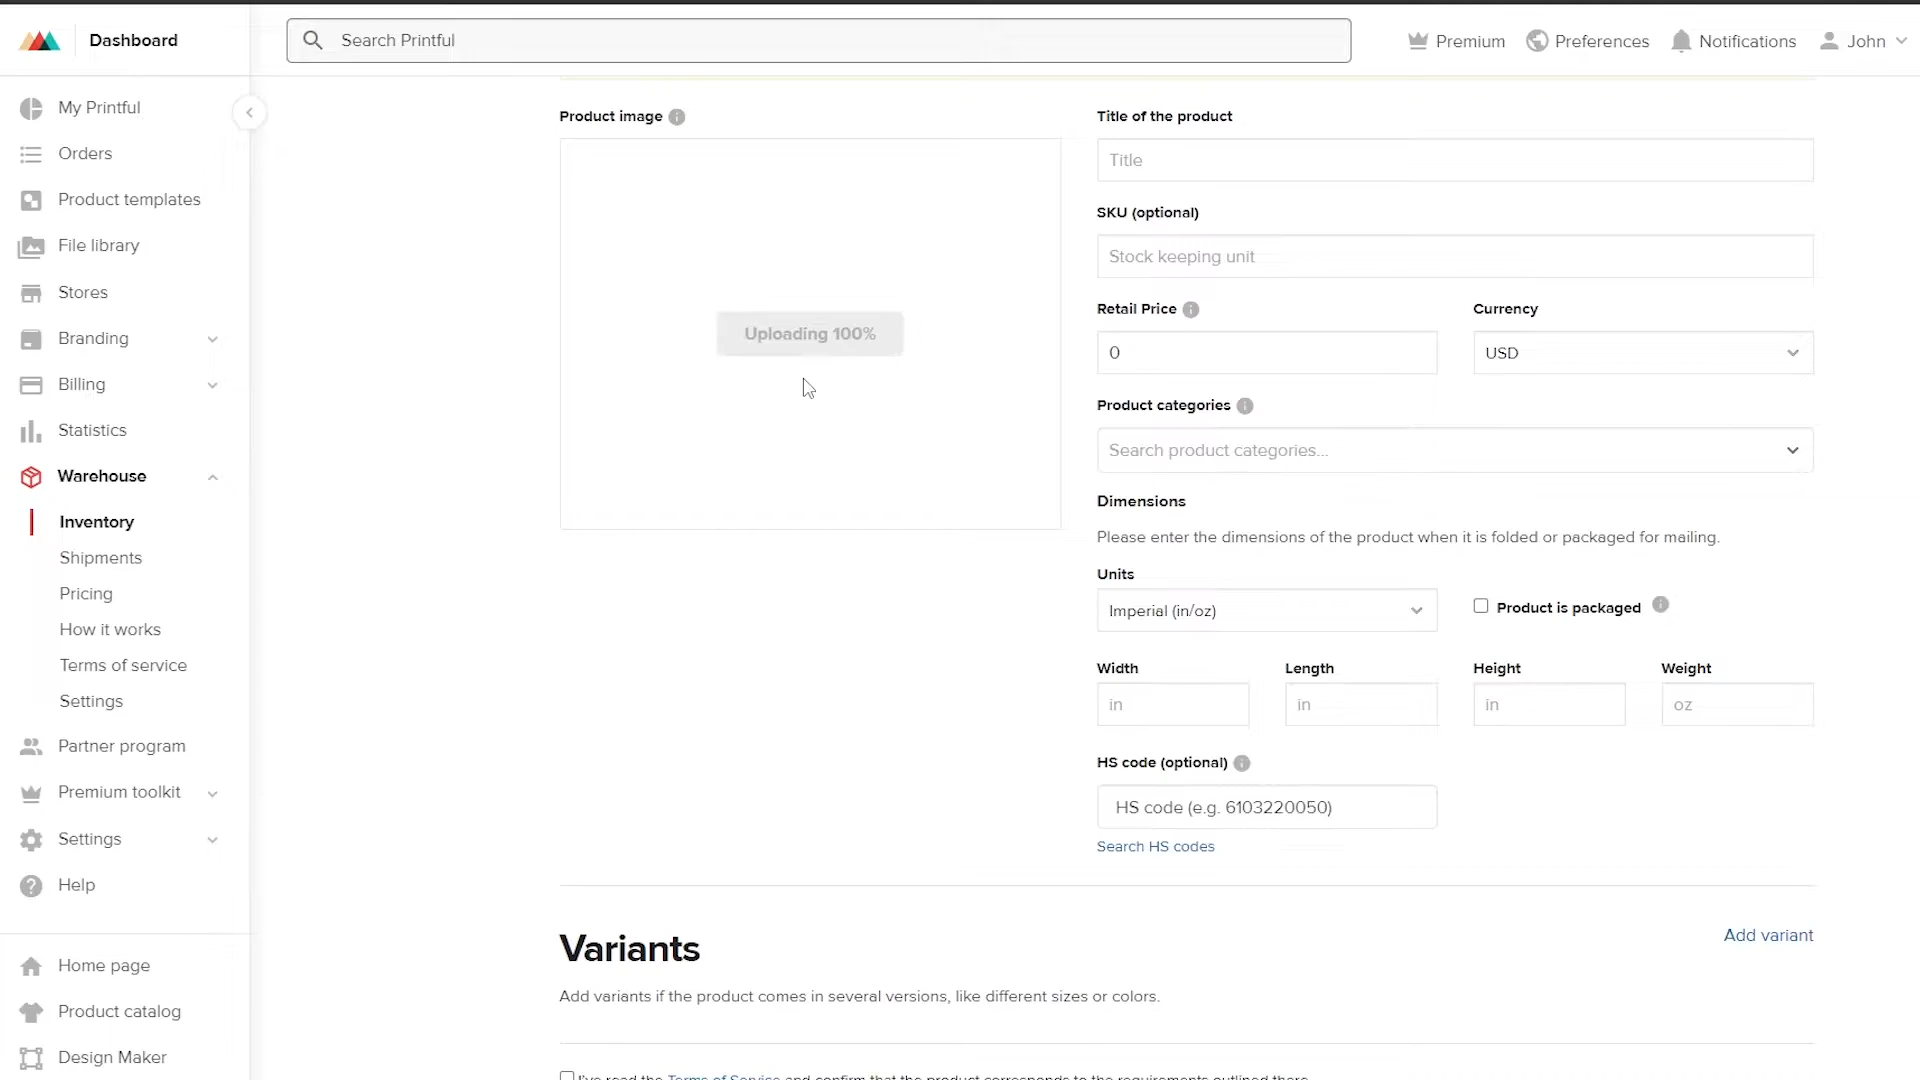 Dashboard
Search Printful
Premium
Preferences
Notifications
John
My Printful
Orders
Product templates
File library
Stores
Branding
Billing
Statistics
Warehouse
Inventory
Shipments
Pricing
How it works
Terms of service
Settings
Partner program
Premium toolkit
Settings
Help
Home page
Product catalog
Design Maker
Product image
Uploading 100%
Title of the product
Title
SKU (optional)
Stock keeping unit
Retail Price
Currency
0
USD
Product categories
Search product categories...
Dimensions
Please enter the dimensions of the product when it is folded or packaged for mailing.
Units
Imperial (in/oz)
Product is packaged
Width
Length
Height
Weight
in
in
in
oz
HS code (optional)
HS code (e.g. 6103220050)
Search HS codes
Variants
Add variant
Add variants if the product comes in several versions, like different sizes or colors.
I've read the Terms of Service and confirm that the product corresponds to the requirements outlined there